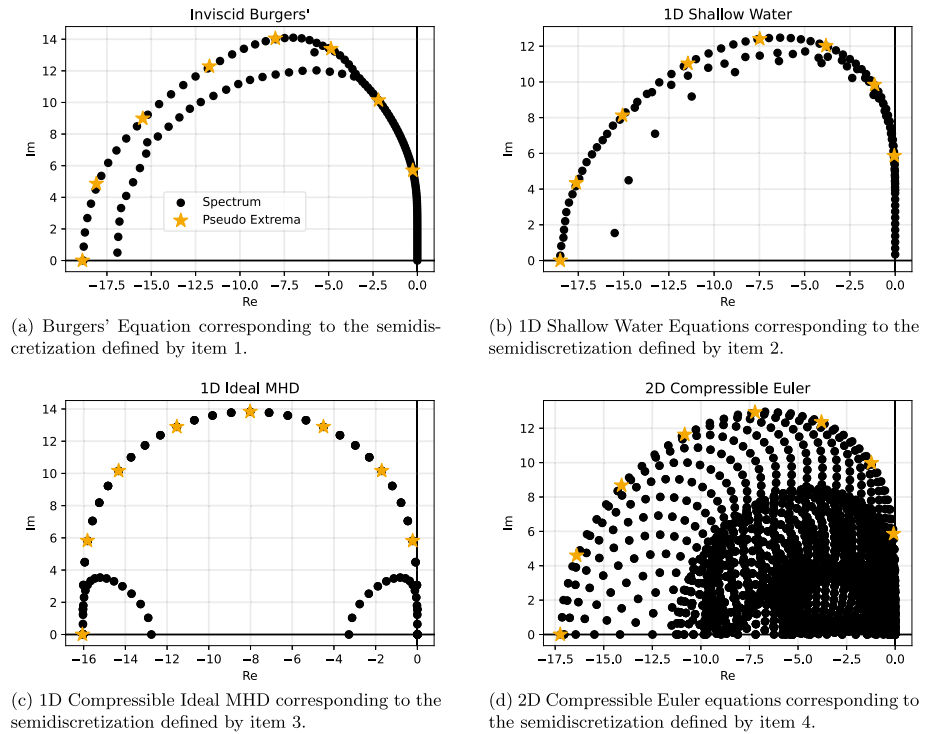 Inviscid Burgers'
14
12
10
8
6
4
2
0
Im
Spectrum
Pseudo Extrema
−17.5 −15.0 −12.5 −10.0 −7.5 −5.0 −2.5 0.0
Re
(a) Burgers' Equation corresponding to the semidis-
cretization defined by item 1.
1D Shallow Water
12
10
8
6
4
2
0
Im
−17.5 −15.0 −12.5 −10.0 −7.5 −5.0 −2.5 0.0
Re
(b) 1D Shallow Water Equations corresponding to the
semidiscretization defined by item 2.
1D Ideal MHD
14
12
10
8
6
4
2
0
Im
−16 −14 −12 −10 −8 −6 −4 −2 0
Re
(c) 1D Compressible Ideal MHD corresponding to the
semidiscretization defined by item 3.
2D Compressible Euler
12
10
8
6
4
2
0
Im
−17.5 −15.0 −12.5 −10.0 −7.5 −5.0 −2.5 0.0
Re
(d) 2D Compressible Euler equations corresponding to
the semidiscretization defined by item 4.